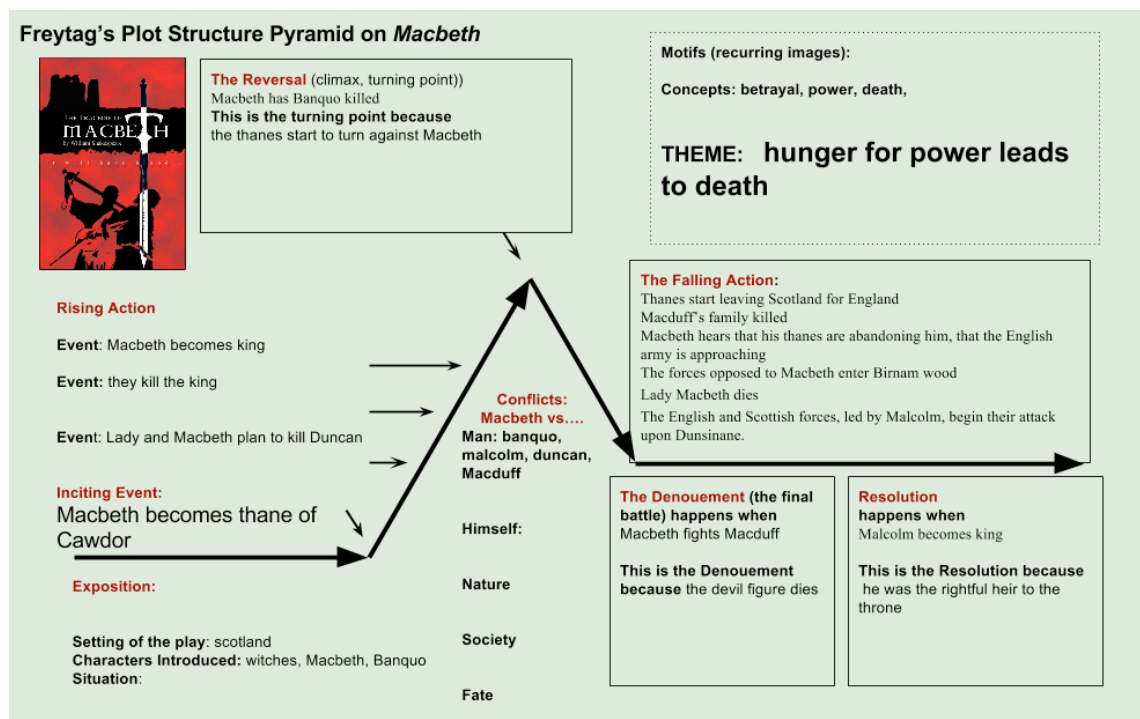 Freytag's Plot Structure Pyramid on Macbeth
THE TRAGEDY OF
MACBETH
by William Shakespeare
it will have blood...
The Reversal (climax, turning point))
Macbeth has Banquo killed
This is the turning point because
the thanes start to turn against Macbeth
Motifs (recurring images):
Concepts: betrayal, power, death,
THEME: hunger for power leads
to death
Rising Action
Event: Macbeth becomes king
Event: they kill the king
Event: Lady and Macbeth plan to kill Duncan
Inciting Event:
Macbeth becomes thane of
Cawdor
Exposition:
Setting of the play: scotland
Characters Introduced: witches, Macbeth, Banquo
Situation:
Conflicts:
Macbeth vs....
Man: banquo,
malcolm, duncan,
Macduff
Himself:
Nature
Society
Fate
The Falling Action:
Thanes start leaving Scotland for England
Macduff's family killed
Macbeth hears that his thanes are abandoning him, that the English
army is approaching
The forces opposed to Macbeth enter Birnam wood
Lady Macbeth dies
The English and Scottish forces, led by Malcolm, begin their attack
upon Dunsinane.
The Denouement (the final
battle) happens when
Macbeth fights Macduff
This is the Denouement
because the devil figure dies
Resolution
happens when
Malcolm becomes king
This is the Resolution because
he was the rightful heir to the
throne